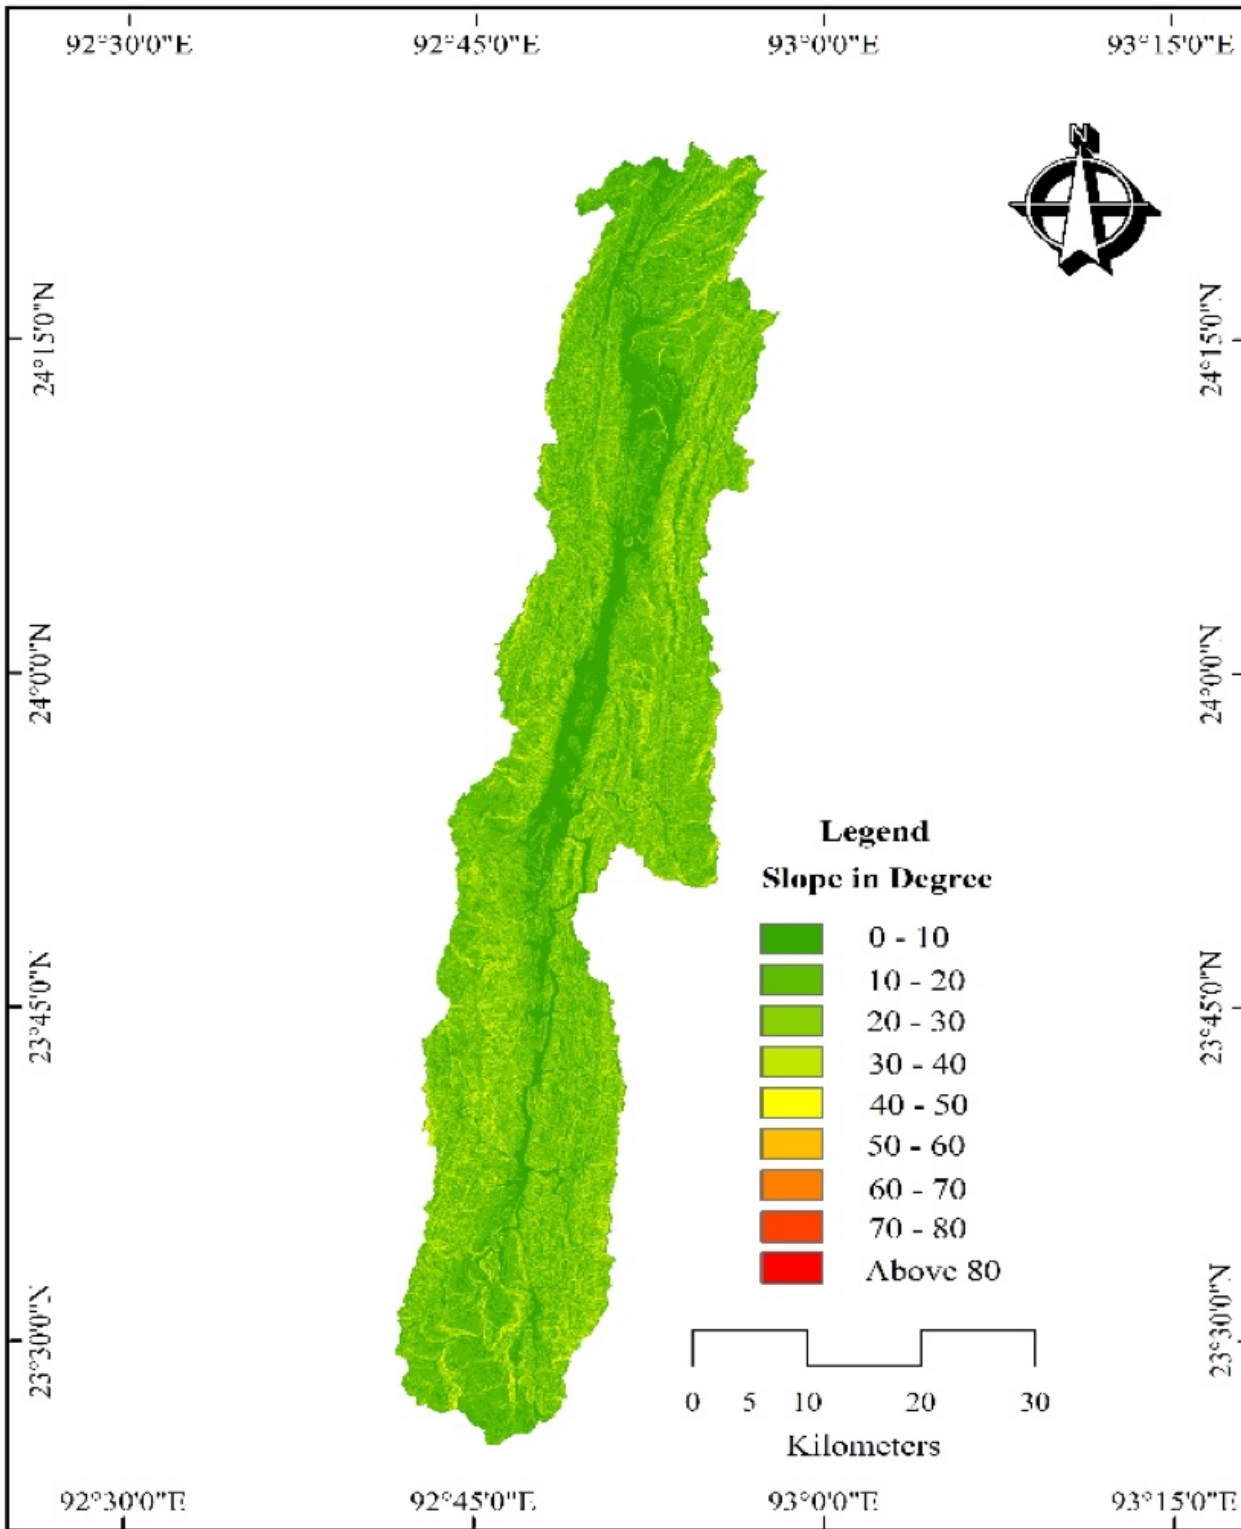 92°30'0"E 92°45'0"E 93°0'0"E 93°15'0"E
N
24°15'0"N 24°15'0"N
24°0'0"N 24°0'0"N
Legend
Slope in Degree
0 - 10
10 - 20
20 - 30
30 - 40
40 - 50
50 - 60
60 - 70
70 - 80
Above 80
23°45'0"N 23°45'0"N
23°30'0"N 23°30'0"N
0 5 10 20 30
Kilometers
92°30'0"E 92°45'0"E 93°0'0"E 93°15'0"E